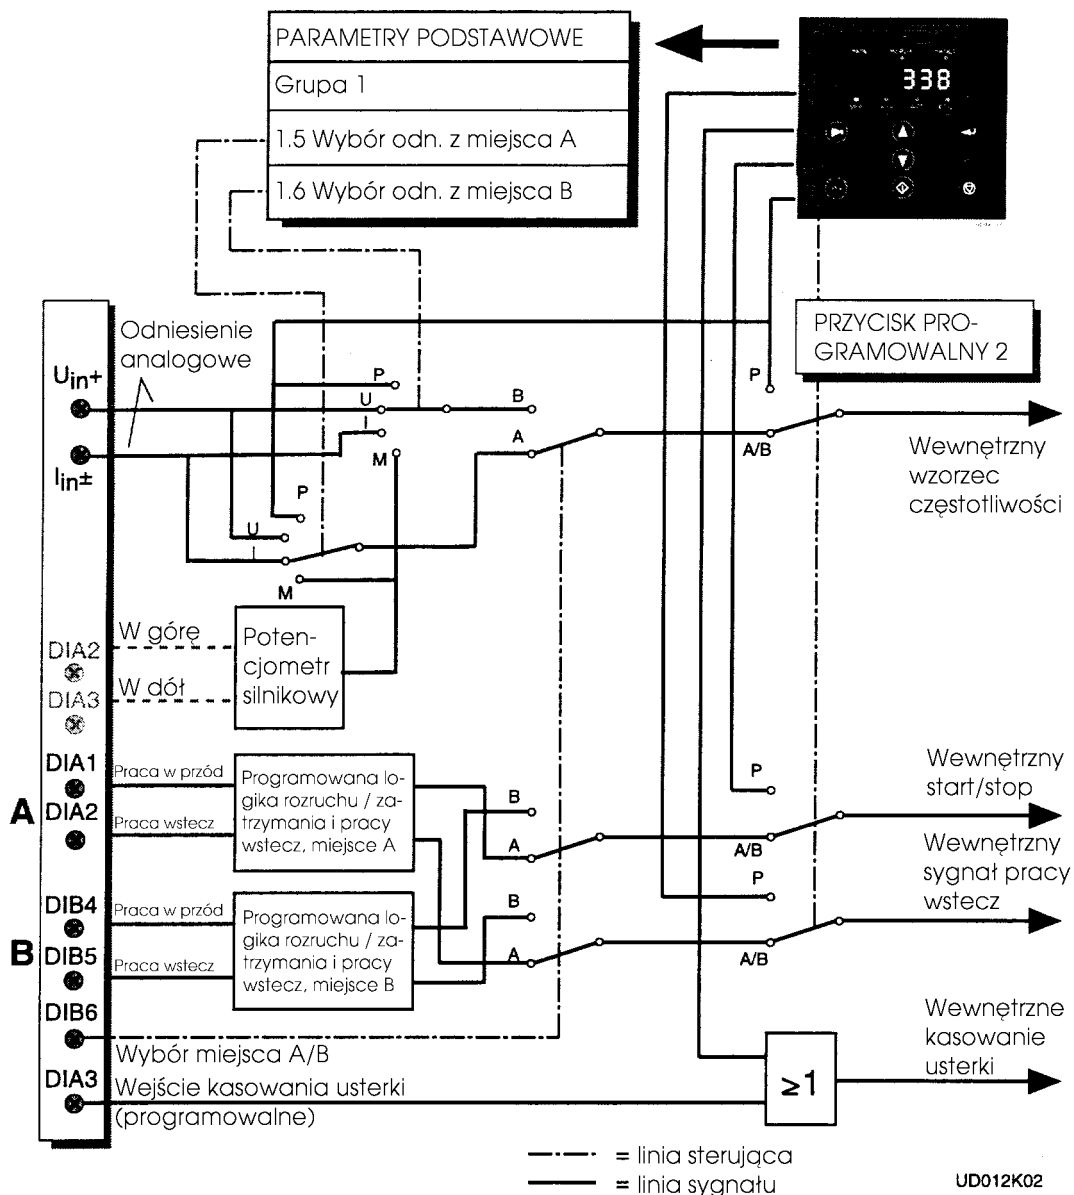 PARAMETRY PODSTAWOWE
Grupa 1
1.5 Wybór odn. z miejsca A
1.6 Wybór odn. z miejsca B
338
PRZYCISK PRO-
GRAMOWALNY 2
Odniesienie
analogowe
Uin+
Iin±
P
U
I
M
B
A
P
A/B
Wewnętrzny
wzorzec
częstotliwości
P
U
I
M
DIA2
W górę
DIA3
W dół
Poten-
cjometr
silnikowy
A
DIA1
Praca w przód
DIA2
Praca wstecz
Programowana lo-
gika rozruchu / za-
trzymania i pracy
wstecz, miejsce A
B
A
P
A/B
Wewnętrzny
start/stop
Wewnętrzny
sygnał pracy
wstecz
B
DIB4
Praca w przód
DIB5
Praca wstecz
Programowana lo-
gika rozruchu / za-
trzymania i pracy
wstecz, miejsce B
B
A
P
A/B
DIB6
Wybór miejsca A/B
DIA3
Wejście kasowania usterki
(programowalne)
≥1
Wewnętrzne
kasowanie
usterki
= linia sterująca
= linia sygnału
UD012K02